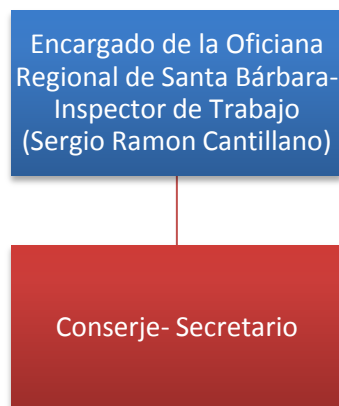 Encargado de la Oficiana
Regional de Santa Bárbara-
Inspector de Trabajo
(Sergio Ramon Cantillano)
Conserje- Secretario